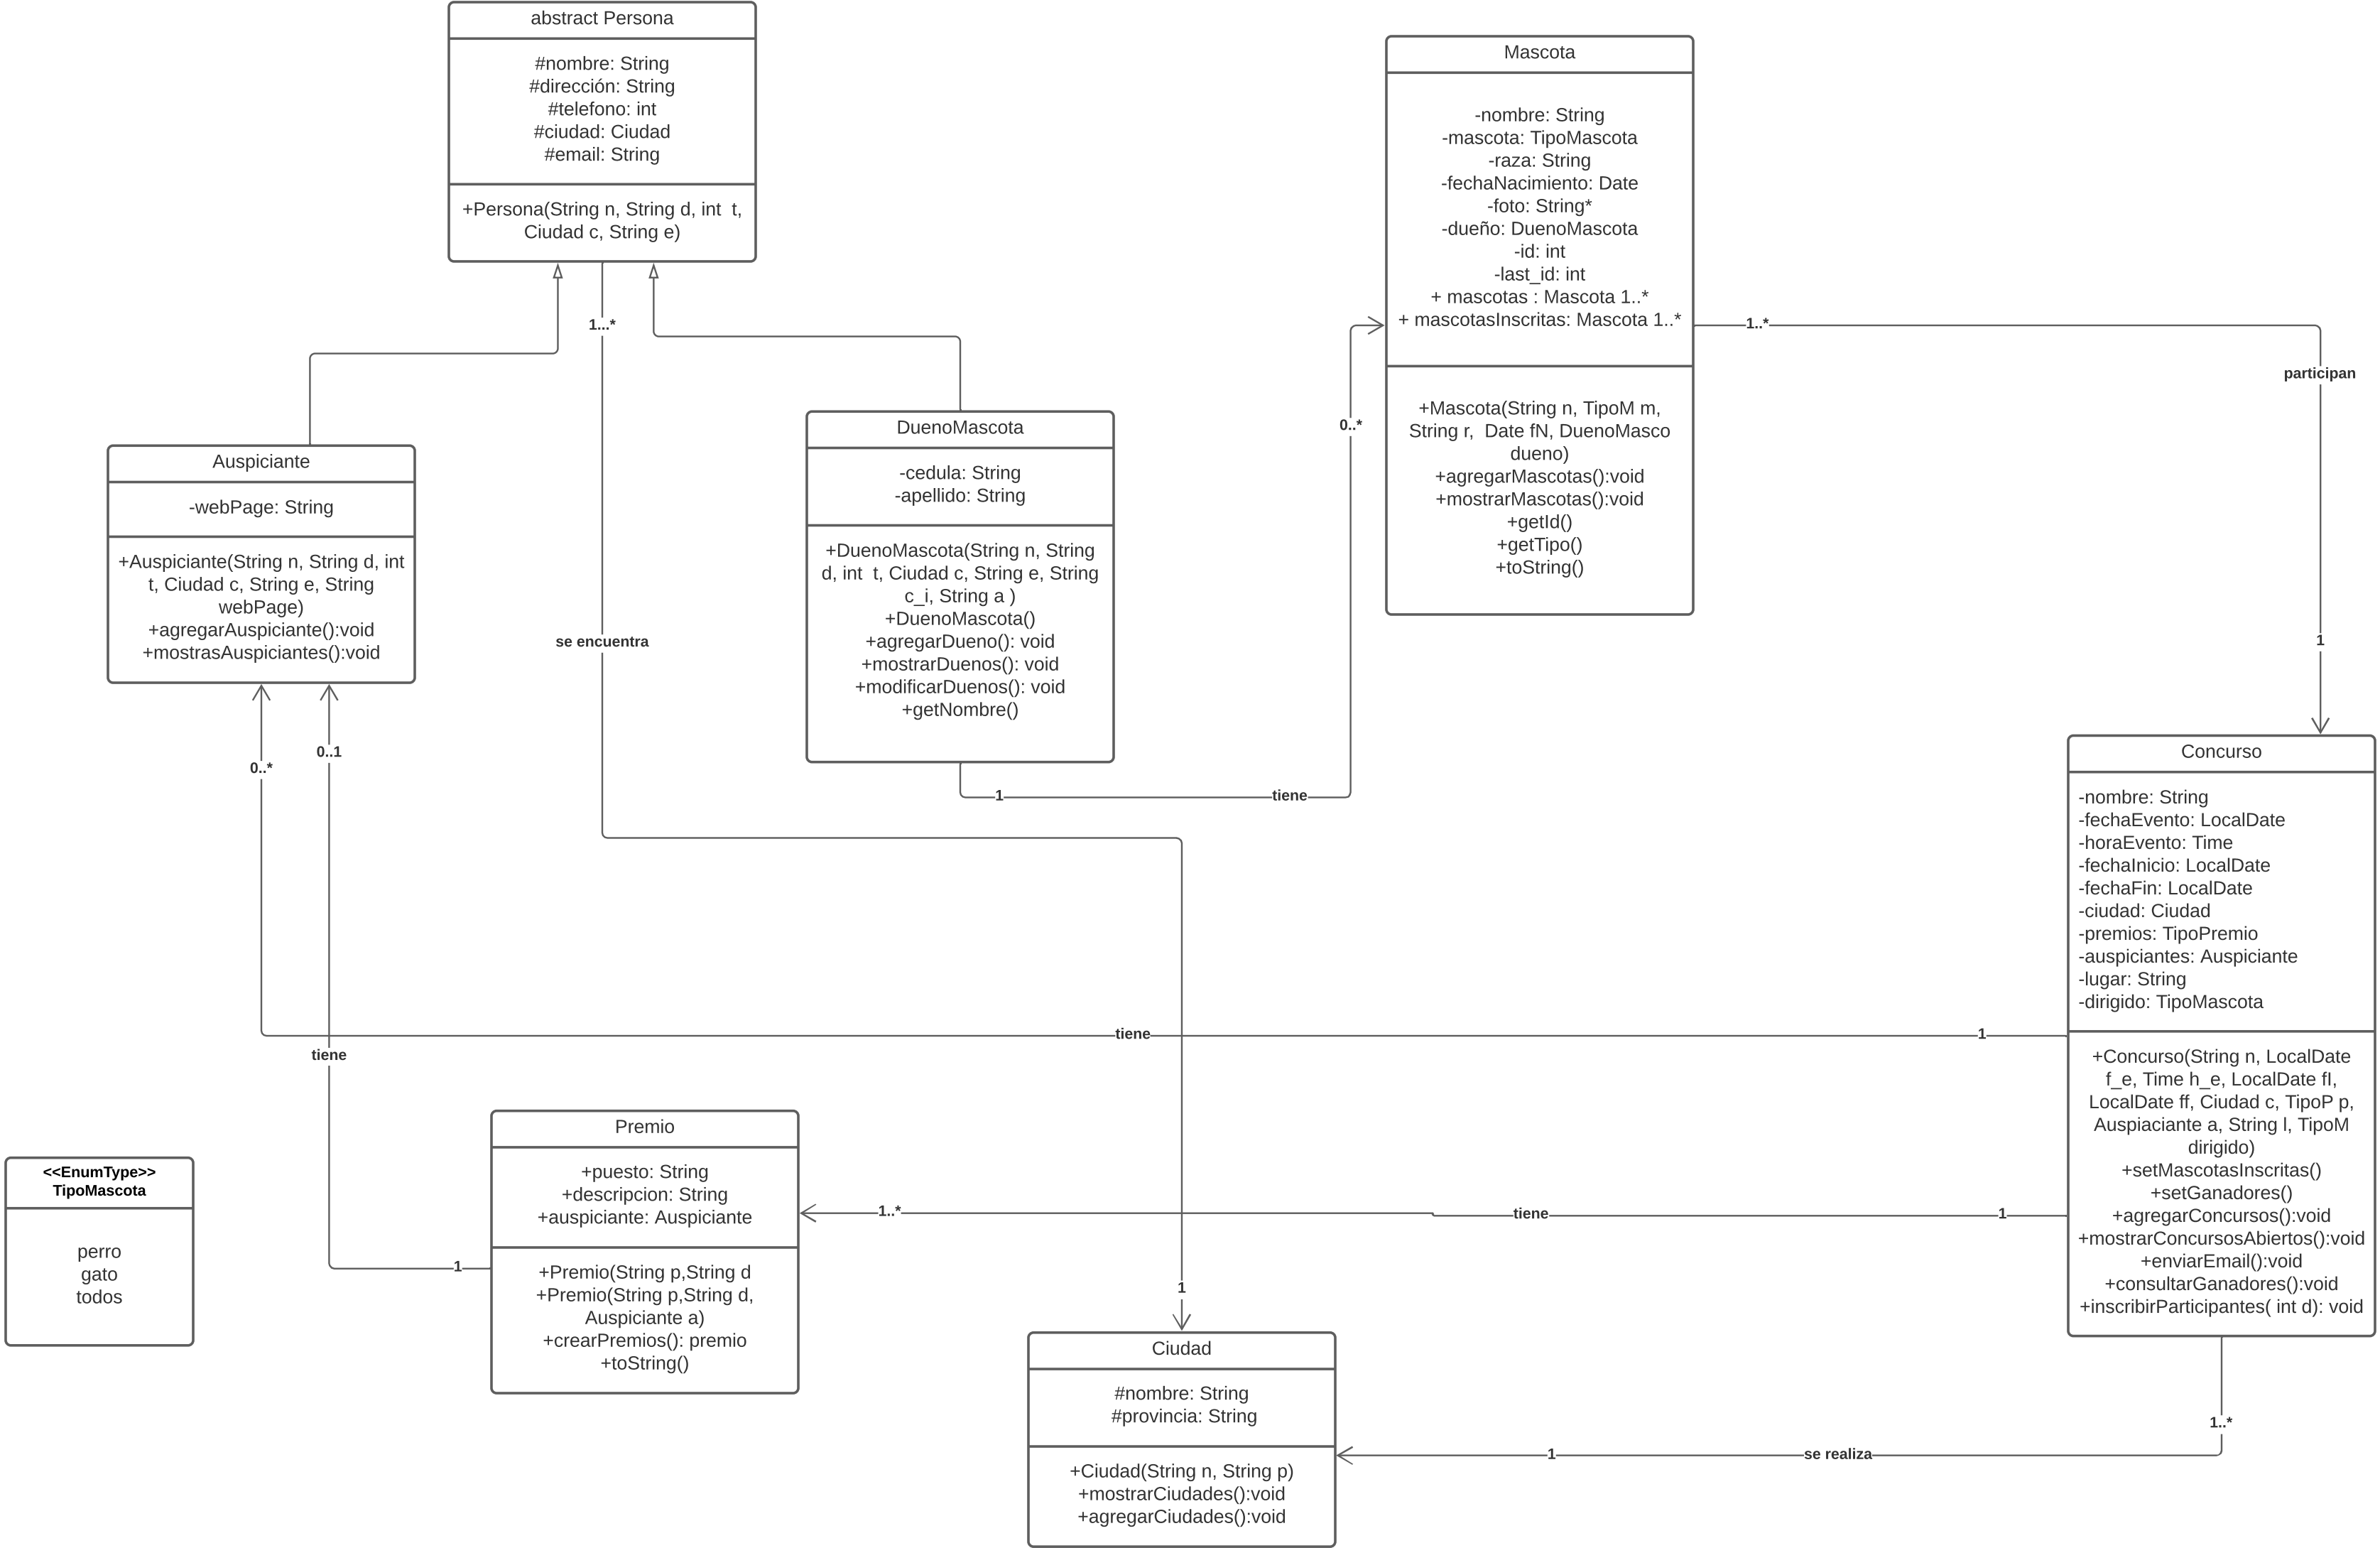 abstract Persona
#nombre: String
#dirección: String
#telefono: int
#ciudad: Ciudad
#email: String
+Persona(String n, String d, int  t,
Ciudad c, String e)
Mascota
-nombre: String
-mascota: TipoMascota
-raza: String
-fechaNacimiento: Date
-foto: String*
-dueño: DuenoMascota
-id: int
-last_id: int
+ mascotas : Mascota 1..*
+ mascotasInscritas: Mascota 1..*
+Mascota(String n, TipoM m,
String r,  Date fN, DuenoMasco
dueno)
+agregarMascotas():void
+mostrarMascotas():void
+getId()
+getTipo()
+toString()
1...*
1..*
participan
1
0..*
Auspiciante
-webPage: String
+Auspiciante(String n, String d, int
t, Ciudad c, String e, String
webPage)
+agregarAuspiciante():void
+mostrasAuspiciantes():void
DuenoMascota
-cedula: String
-apellido: String
+DuenoMascota(String n, String
d, int  t, Ciudad c, String e, String
c_i, String a )
+DuenoMascota()
+agregarDueno(): void
+mostrarDuenos(): void
+modificarDuenos(): void
+getNombre()
se encuentra
0..1
0..*
1
tiene
Concurso
-nombre: String
-fechaEvento: LocalDate
-horaEvento: Time
-fechaInicio: LocalDate
-fechaFin: LocalDate
-ciudad: Ciudad
-premios: TipoPremio
-auspiciantes: Auspiciante
-lugar: String
-dirigido: TipoMascota
+Concurso(String n, LocalDate
f_e, Time h_e, LocalDate fI,
LocalDate ff, Ciudad c, TipoP p,
Auspiaciante a, String l, TipoM
dirigido)
+setMascotasInscritas()
+setGanadores()
+agregarConcursos():void
+mostrarConcursosAbiertos():void
+enviarEmail():void
+consultarGanadores():void
+inscribirParticipantes( int d): void
tiene
1
tiene
Premio
+puesto: String
+descripcion: String
+auspiciante: Auspiciante
+Premio(String p,String d
+Premio(String p,String d,
Auspiciante a)
+crearPremios(): premio
+toString()
<<EnumType>>
TipoMascota
perro
gato
todos
1..*
tiene
1
1
1
Ciudad
#nombre: String
#provincia: String
+Ciudad(String n, String p)
+mostrarCiudades():void
+agregarCiudades():void
1..*
1
se realiza